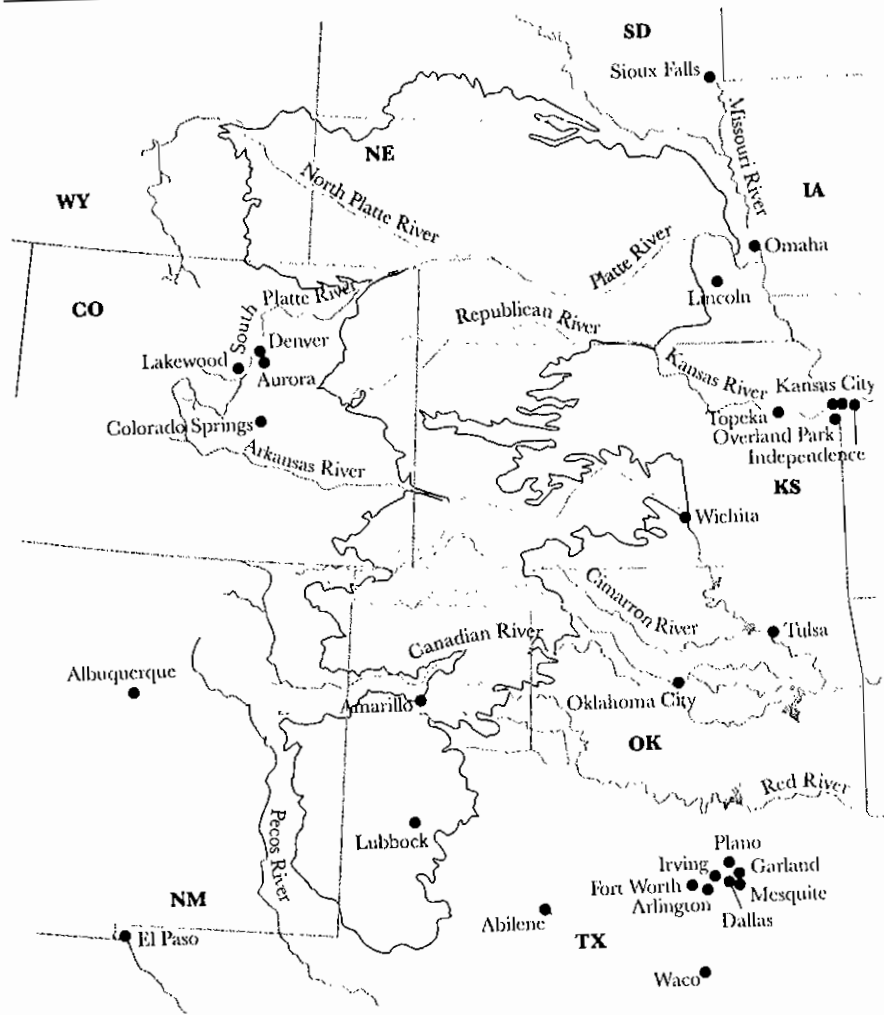 SD
Sioux Falls
Missouri River
NE
North Platte River
IA
WY
Platte River
Omaha
Lincoln
CO
South Platte River
Republican River
Denver
Lakewood
Aurora
Kansas River
Kansas City
Topeka
Overland Park
Independence
Colorado Springs
Arkansas River
KS
Wichita
Cimarron River
Canadian River
Tulsa
Albuquerque
Amarillo
Oklahoma City
OK
Red River
Pecos River
Lubbock
Plano
Irving
Garland
Fort Worth
Mesquite
Arlington
Dallas
NM
Abilene
TX
El Paso
Waco